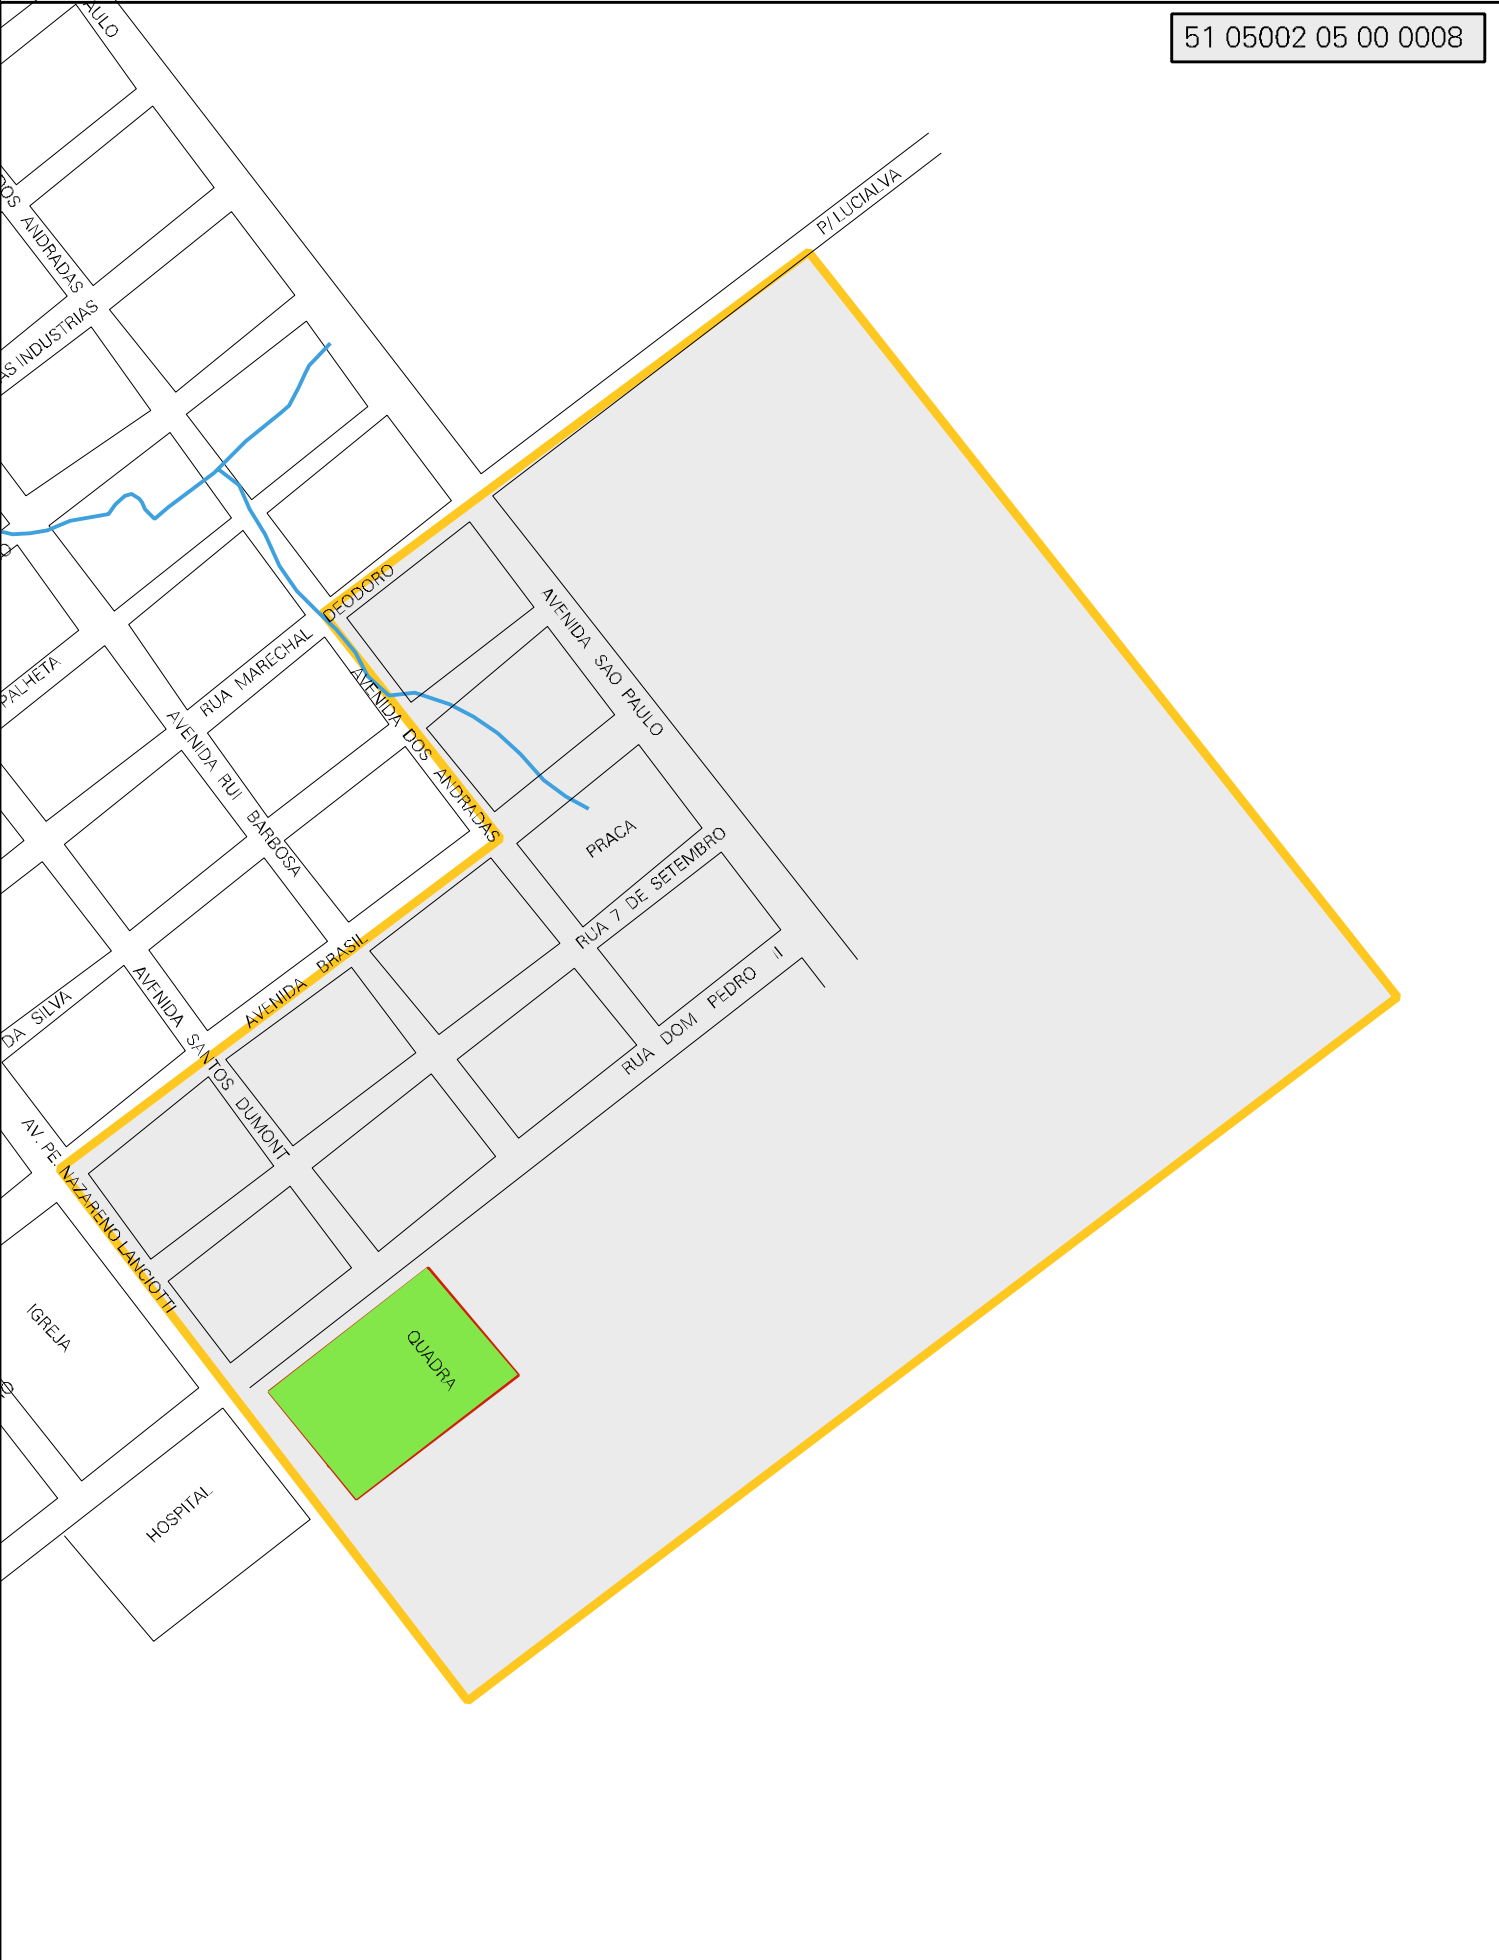 51 05002 05 00 0008
P/ LUCIALVA
DOS ANDRADAS
AS INDUSTRIAS
DEODORO
RUA MARECHAL
AVENIDA SAO PAULO
PALHETA
AVENIDA DOS ANDRADAS
AVENIDA RUI BARBOSA
PRACA
RUA 7 DE SETEMBRO
AVENIDA BRASIL
DA SILVA
AVENIDA SANTOS DUMONT
RUA DOM PEDRO II
AV. PE. NAZARENO LANCIOTTI
IGREJA
QUADRA
HOSPITAL